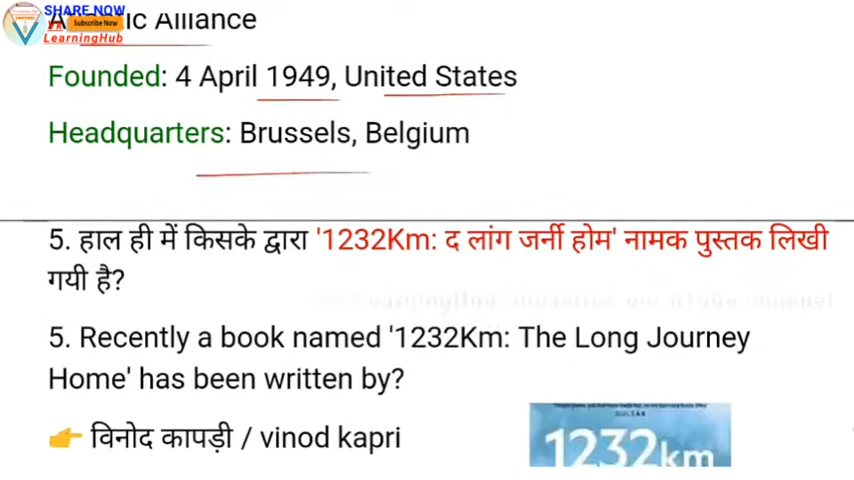 SHARE NOW
Subscribe Now
LearningHub
Alliance
Founded: 4 April 1949, United States
Headquarters: Brussels, Belgium
5. हाल ही में किसके द्वारा '1232Km: द लांग जर्नी होम' नामक पुस्तक लिखी
गयी है?
5. Recently a book named '1232Km: The Long Journey
Home' has been written by?
👉 विनोद कापड़ी / vinod kapri
GULZAR
1232km